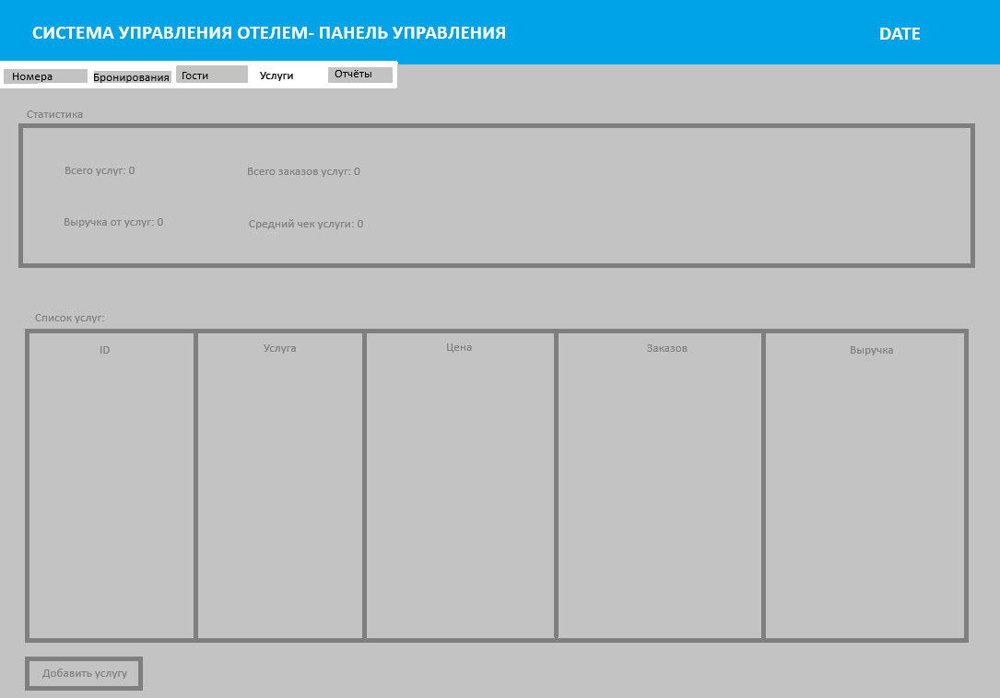 СИСТЕМА УПРАВЛЕНИЯ ОТЕЛЕМ- ПАНЕЛЬ УПРАВЛЕНИЯ DATE
Номера Бронирования Гости Услуги Отчёты
Статистика
Всего услуг: 0 Всего заказов услуг: 0
Выручка от услуг: 0 Средний чек услуги: 0
Список услуг:
ID Услуга Цена Заказов Выручка
Добавить услугу